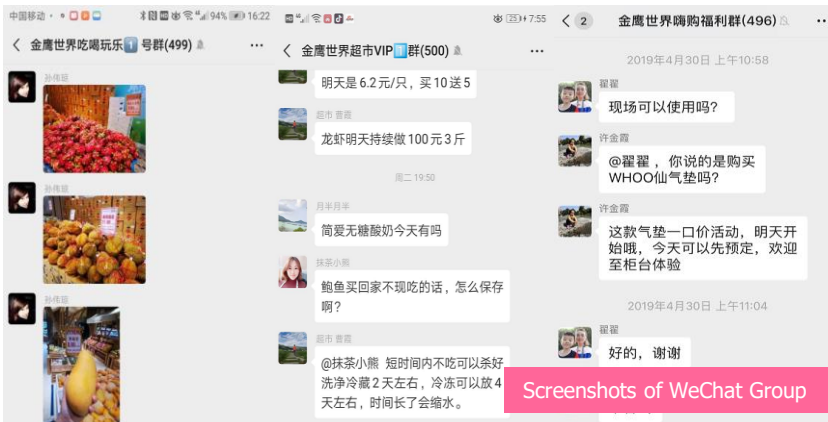 中国移动
94%
16:22
金鹰世界吃喝玩乐1️⃣号群(499)
孙伟琼
孙伟琼
孙伟琼
25
7:55
金鹰世界超市VIP1️⃣群(500)
明天是6.2元/只，买10送5
超市 曹霞
龙虾明天持续做100元3斤
周二 19:50
月半月半
简爱无糖酸奶今天有吗
抹茶小熊
鲍鱼买回家不现吃的话，怎么保存
啊？
超市 曹霞
@抹茶小熊 短时间内不吃可以杀好
洗净冷藏2天左右，冷冻可以放4
天左右，时间长了会缩水。
2
金鹰世界嗨购福利群(496)
2019年4月30日 上午10:58
翟翟
现场可以使用吗？
许金霞
@翟翟，你说的是购买
WHOO仙气垫吗？
许金霞
这款气垫一口价活动，明天开
始哦，今天可以先预定，欢迎
至柜台体验
2019年4月30日 上午11:04
翟翟
好的，谢谢
Screenshots of WeChat Group